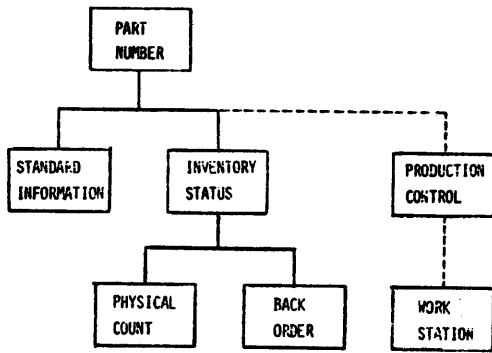 PART
NUMBER
STANDARD
INFORMATION
INVENTORY
STATUS
PRODUCTION
CONTROL
PHYSICAL
COUNT
BACK
ORDER
WORK
STATION